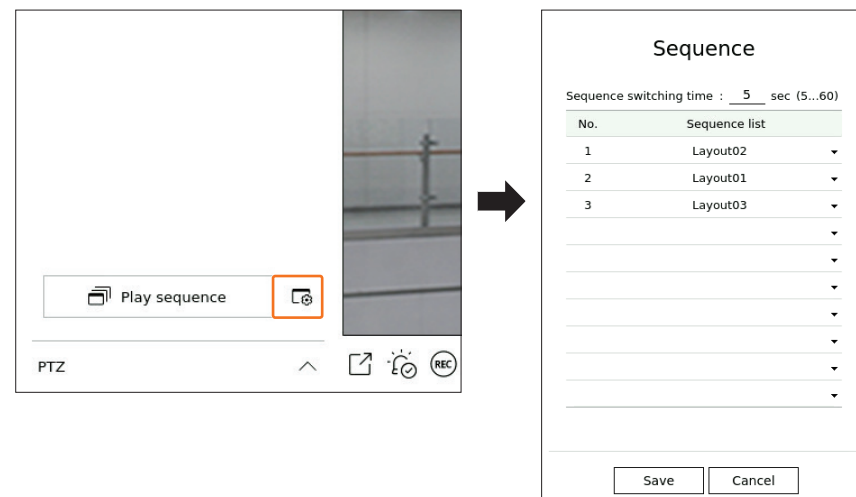 Play sequence
PTZ
REC
Sequence
Sequence switching time : 5 sec (5...60)
No. Sequence list
1 Layout02
2 Layout01
3 Layout03
Save Cancel